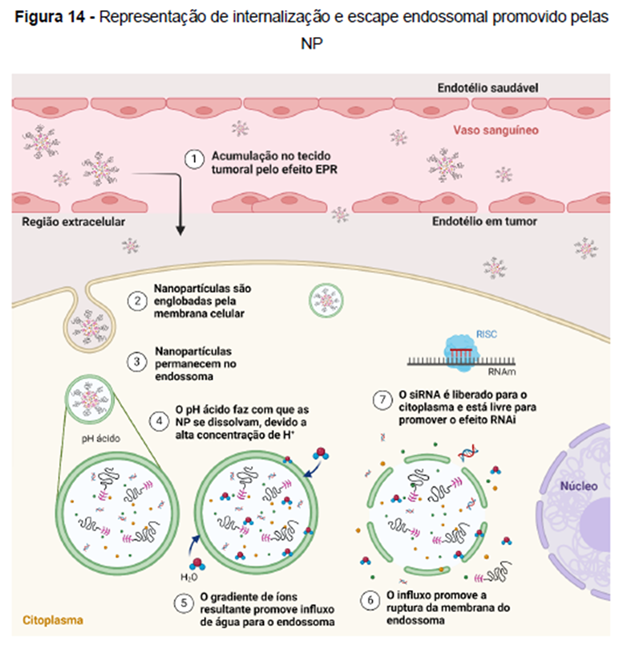 Figura 14 - Representação de internalização e escape endossomal promovido pelas
NP
Endotélio saudável
Vaso sanguíneo
1 Acumulação no tecido
tumoral pelo efeito EPR
Região extracelular
Endotélio em tumor
2 Nanopartículas são
englobadas pela
membrana celular
3 Nanopartículas
permanecem no
endossoma
RISC
RNAm
pH ácido
4 O pH ácido faz com que as
NP se dissolvam, devido a
alta concentração de H⁺
7 O siRNA é liberado para o
citoplasma e está livre para
promover o efeito RNAi
Núcleo
H₂O
5 O gradiente de íons
resultante promove influxo
de água para o endossoma
6 O influxo promove a
ruptura da membrana do
endossoma
Citoplasma